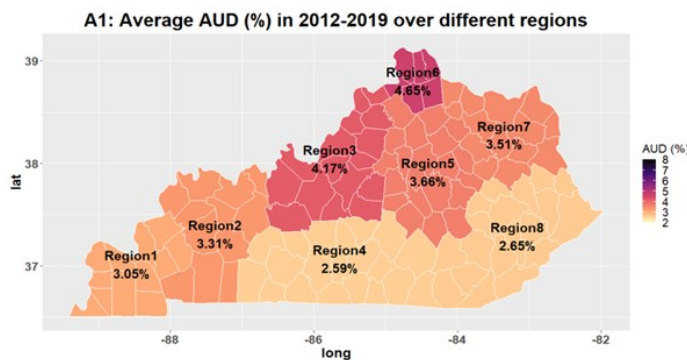 A1: Average AUD (%) in 2012-2019 over different regions
39
38
37
lat
Region6
4.65%
Region3
4.17%
Region7
3.51%
Region5
3.66%
Region2
3.31%
Region8
2.65%
Region4
2.59%
Region1
3.05%
AUD (%)
8
7
6
5
4
3
2
-88
-86
-84
-82
long